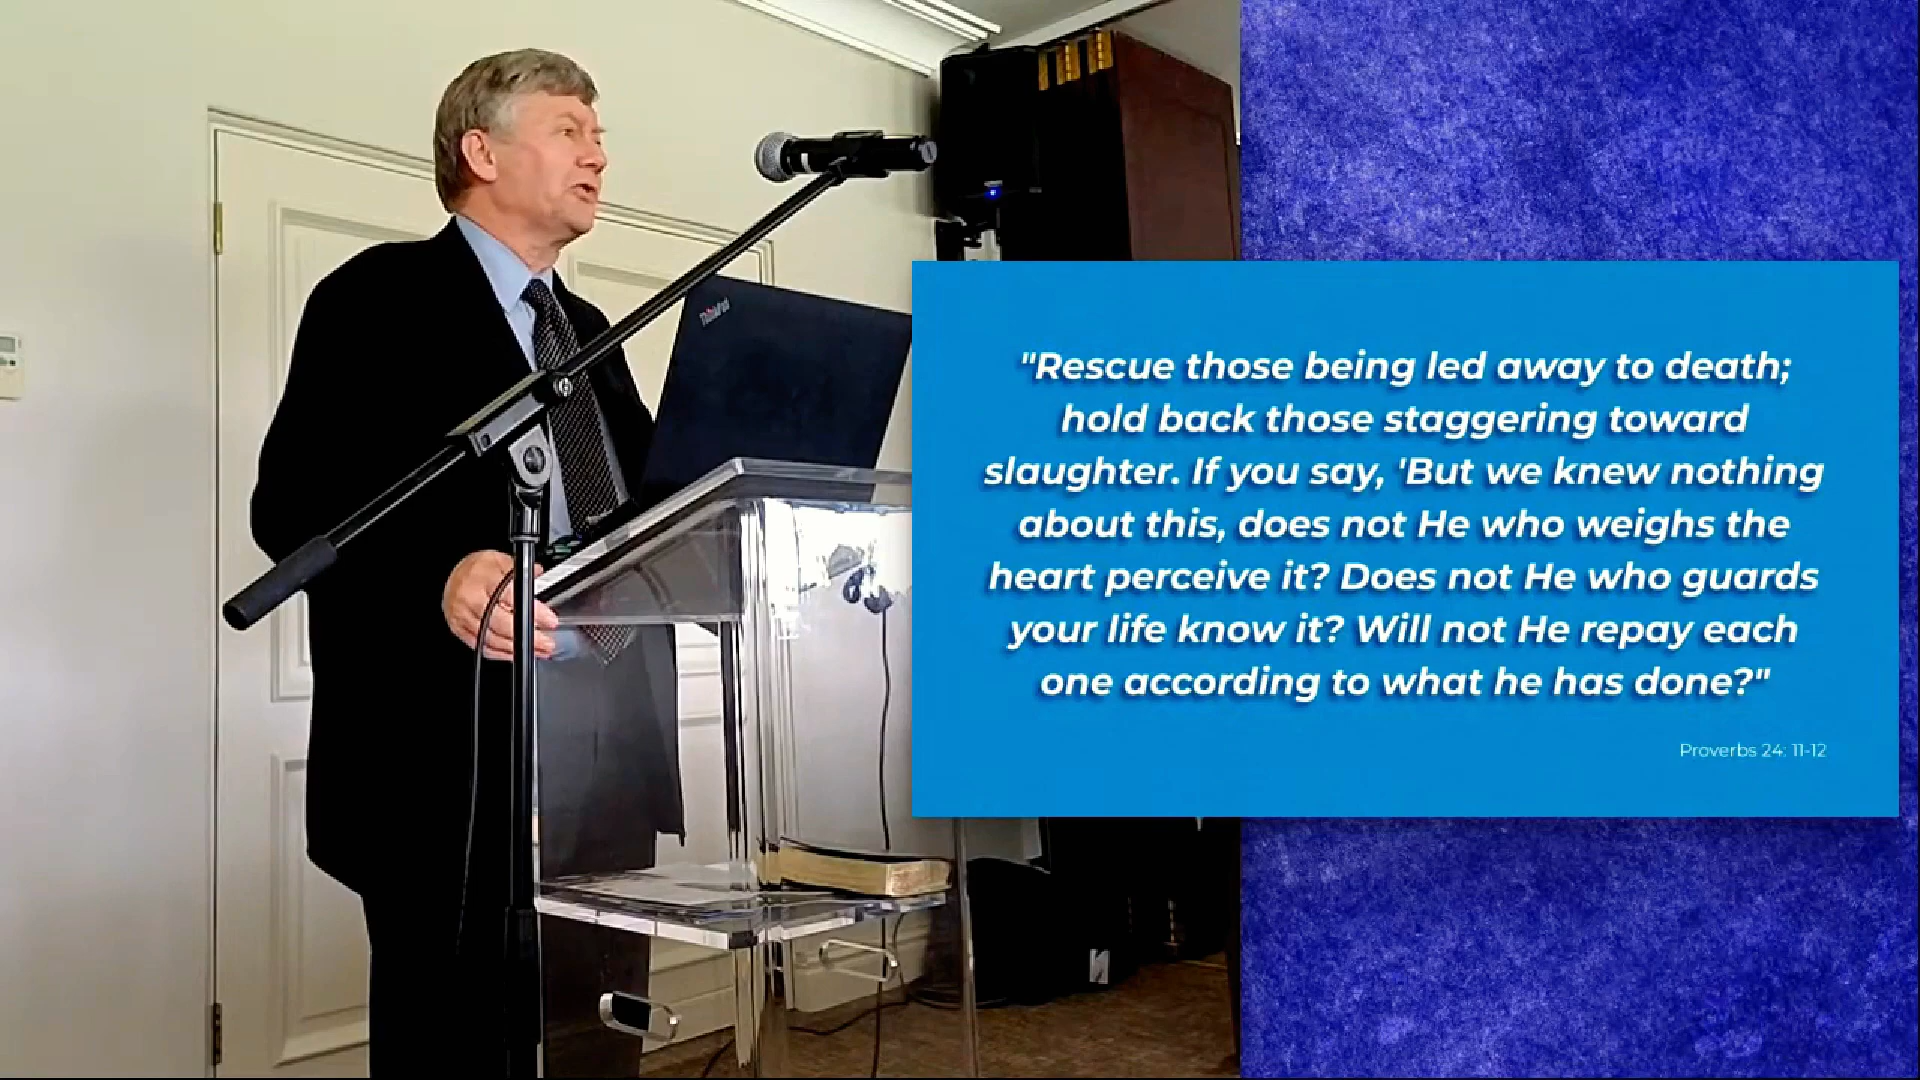 ThinkPad
"Rescue those being led away to death;
hold back those staggering toward
slaughter. If you say, 'But we knew nothing
about this, does not He who weighs the
heart perceive it? Does not He who guards
your life know it? Will not He repay each
one according to what he has done?"
Proverbs 24: 11-12